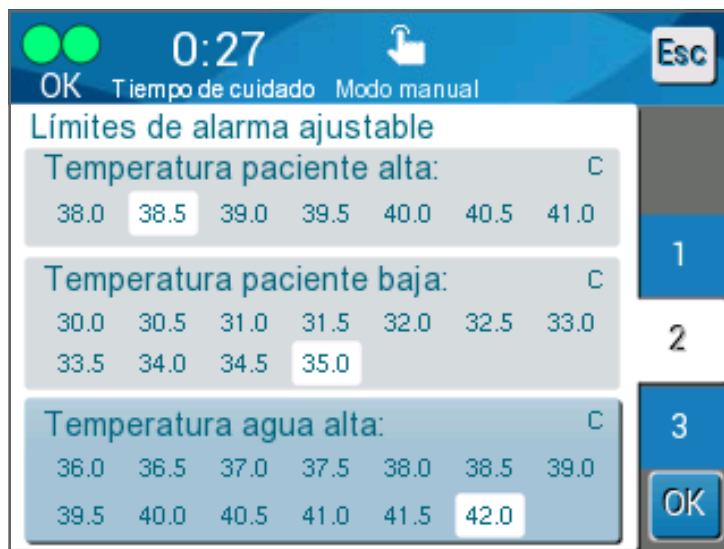 0:27
Esc
OK Tiempo de cuidado Modo manual
Límites de alarma ajustable
Temperatura paciente alta: C
38.0 38.5 39.0 39.5 40.0 40.5 41.0
1
Temperatura paciente baja: C
30.0 30.5 31.0 31.5 32.0 32.5 33.0
2
33.5 34.0 34.5 35.0
Temperatura agua alta: C
3
36.0 36.5 37.0 37.5 38.0 38.5 39.0
39.5 40.0 40.5 41.0 41.5 42.0
OK